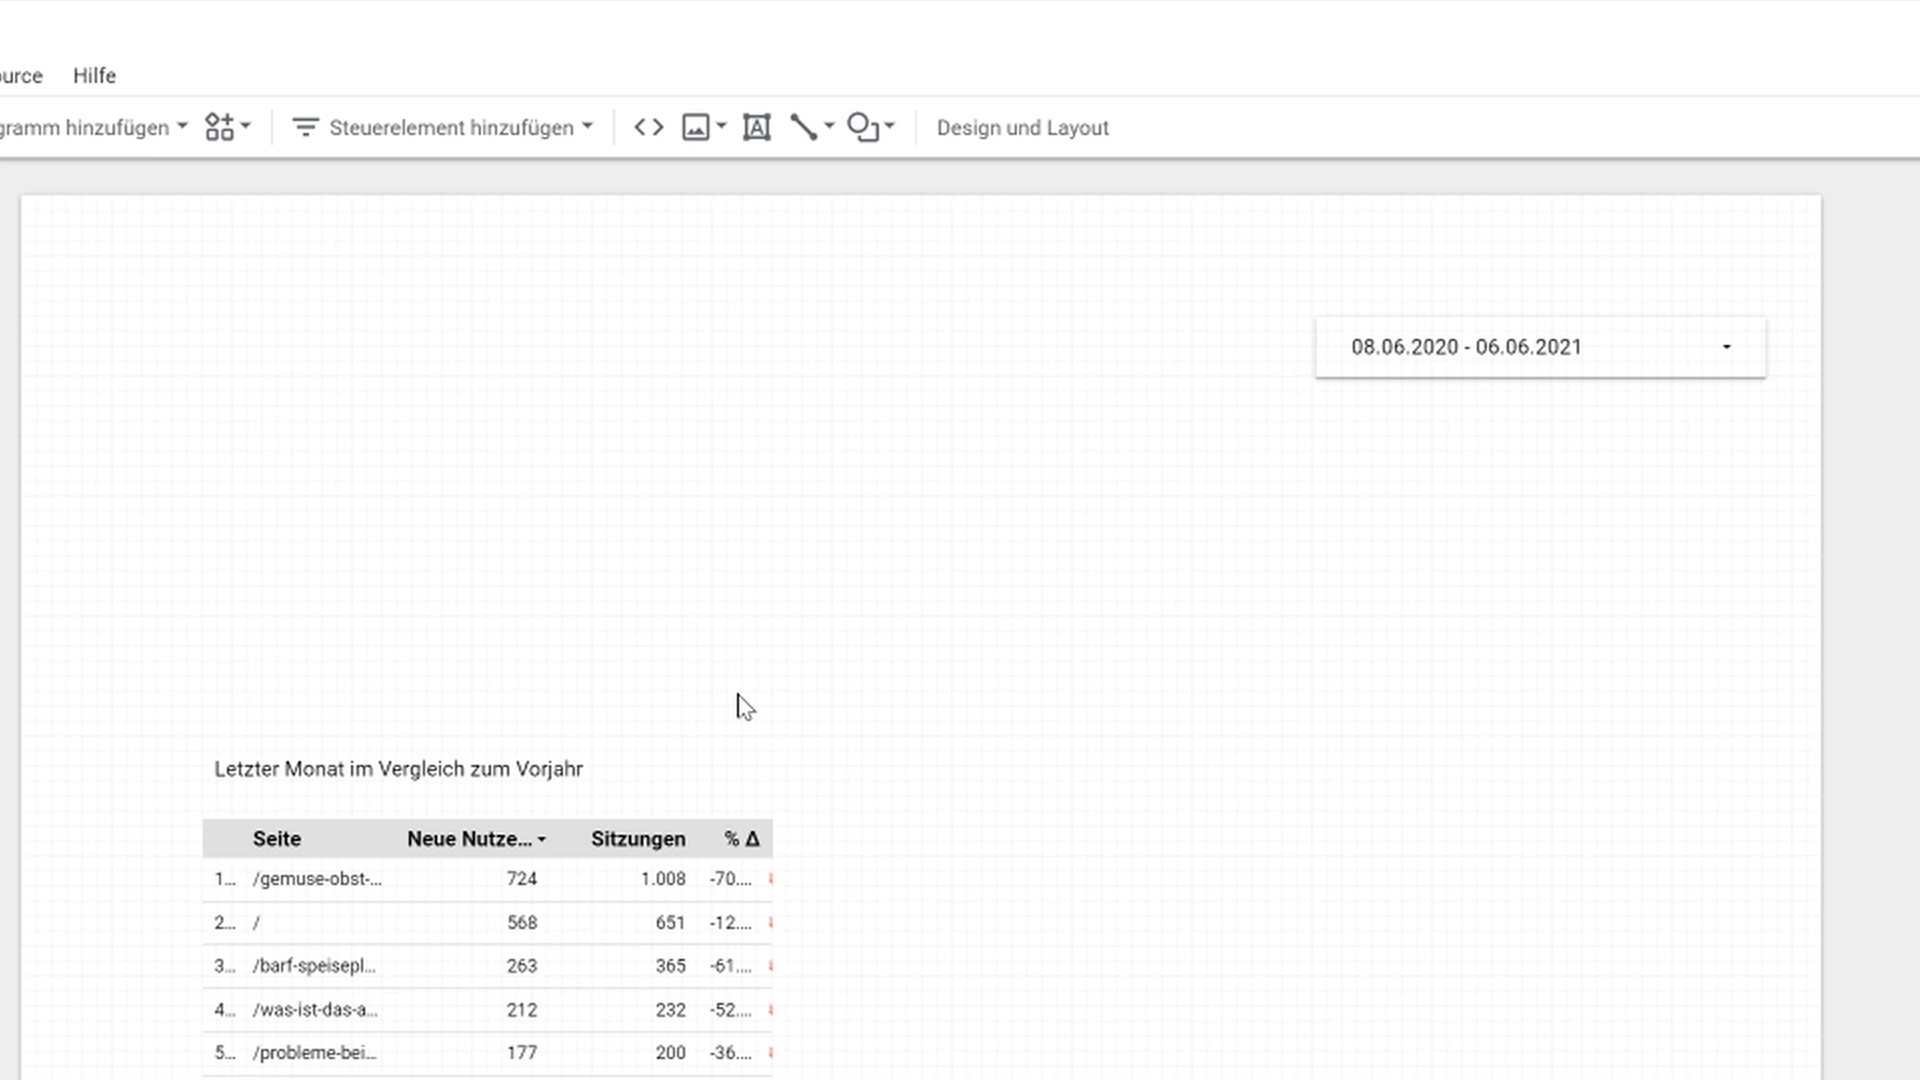 ource Hilfe
gramm hinzufügen Steuerelement hinzufügen Design und Layout
08.06.2020 - 06.06.2021
Letzter Monat im Vergleich zum Vorjahr
Seite Neue Nutze... Sitzungen % Δ
1... /gemuse-obst-... 724 1.008 -70....
2... / 568 651 -12....
3... /barf-speisepl... 263 365 -61....
4... /was-ist-das-a... 212 232 -52....
5... /probleme-bei... 177 200 -36....